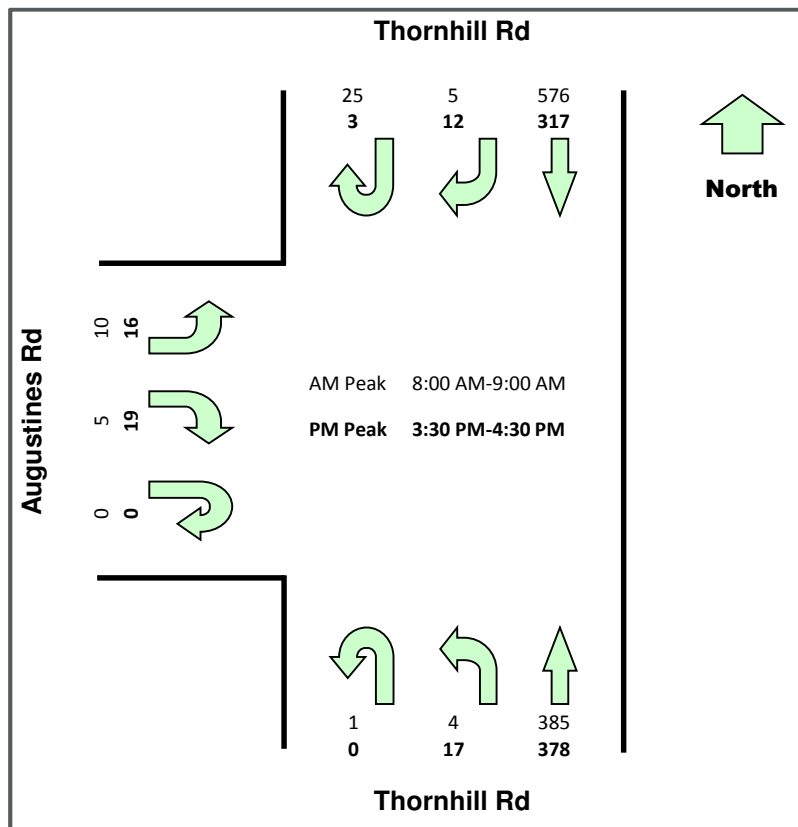 Thornhill Rd
25 5 576
3 12 317
North
Augustines Rd
10
16
5
19
0
0
AM Peak 8:00 AM-9:00 AM
PM Peak 3:30 PM-4:30 PM
1 4 385
0 17 378
Thornhill Rd